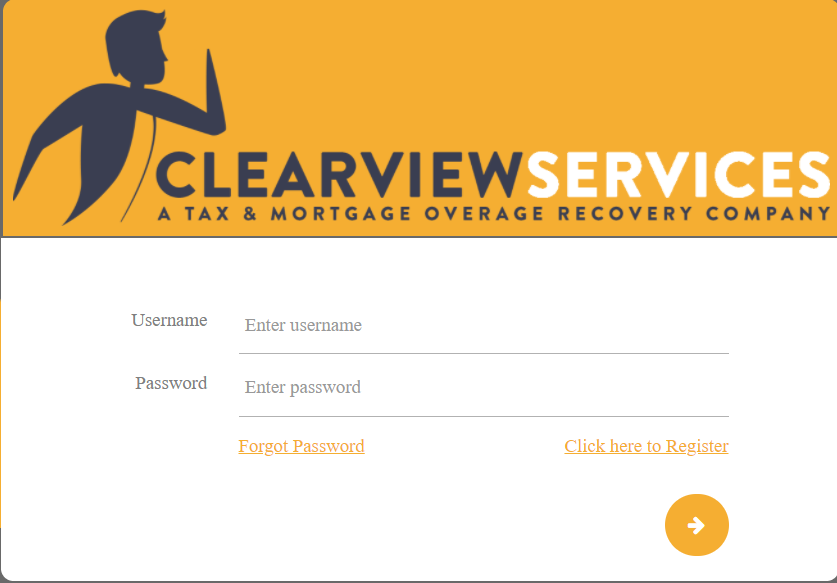 CLEARVIEWSERVICES
A TAX & MORTGAGE OVERAGE RECOVERY COMPANY
Username
Enter username
Password
Enter password
Forgot Password
Click here to Register